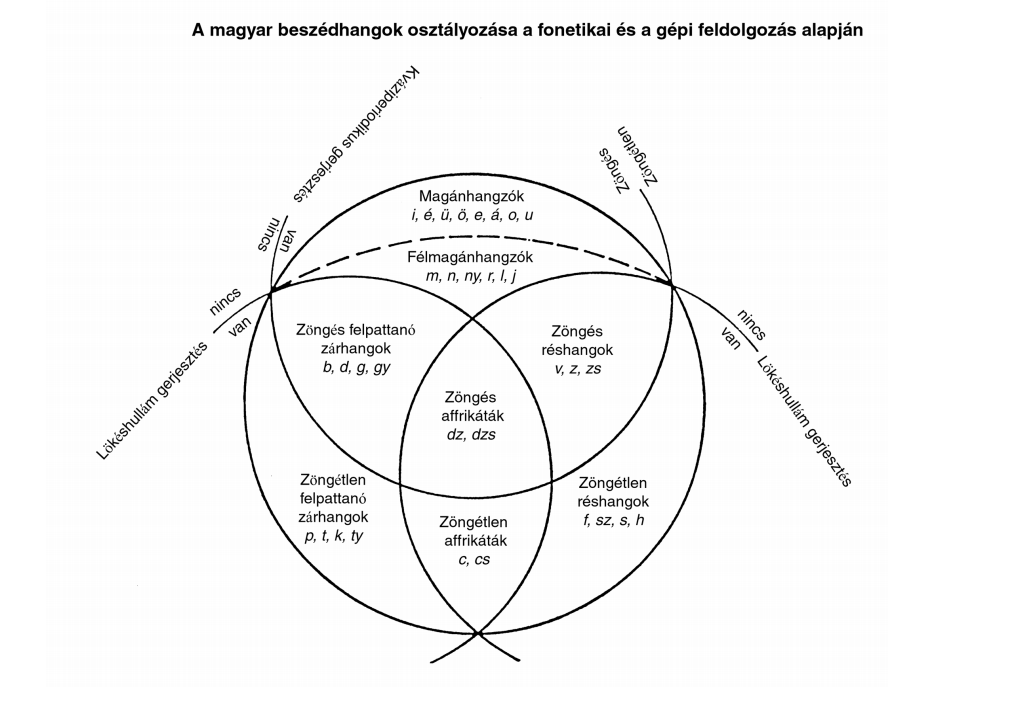 A magyar beszédhangok osztályozása a fonetikai és a gépi feldolgozás alapján
Kváziperiodikus gerjesztés
nincs
van
Zöngétlen
Zöngés
Magánhangzók
i, é, ü, ö, e, á, o, u
Félmagánhangzók
m, n, ny, r, l, j
nincs
van
Lökéshullám gerjesztés
nincs
van
Lökéshullám gerjesztés
Zöngés felpattanó
zárhangok
b, d, g, gy
Zöngés
réshangok
v, z, zs
Zöngés
affrikáták
dz, dzs
Zöngétlen
felpattanó
zárhangok
p, t, k, ty
Zöngétlen
réshangok
f, sz, s, h
Zöngétlen
affrikáták
c, cs